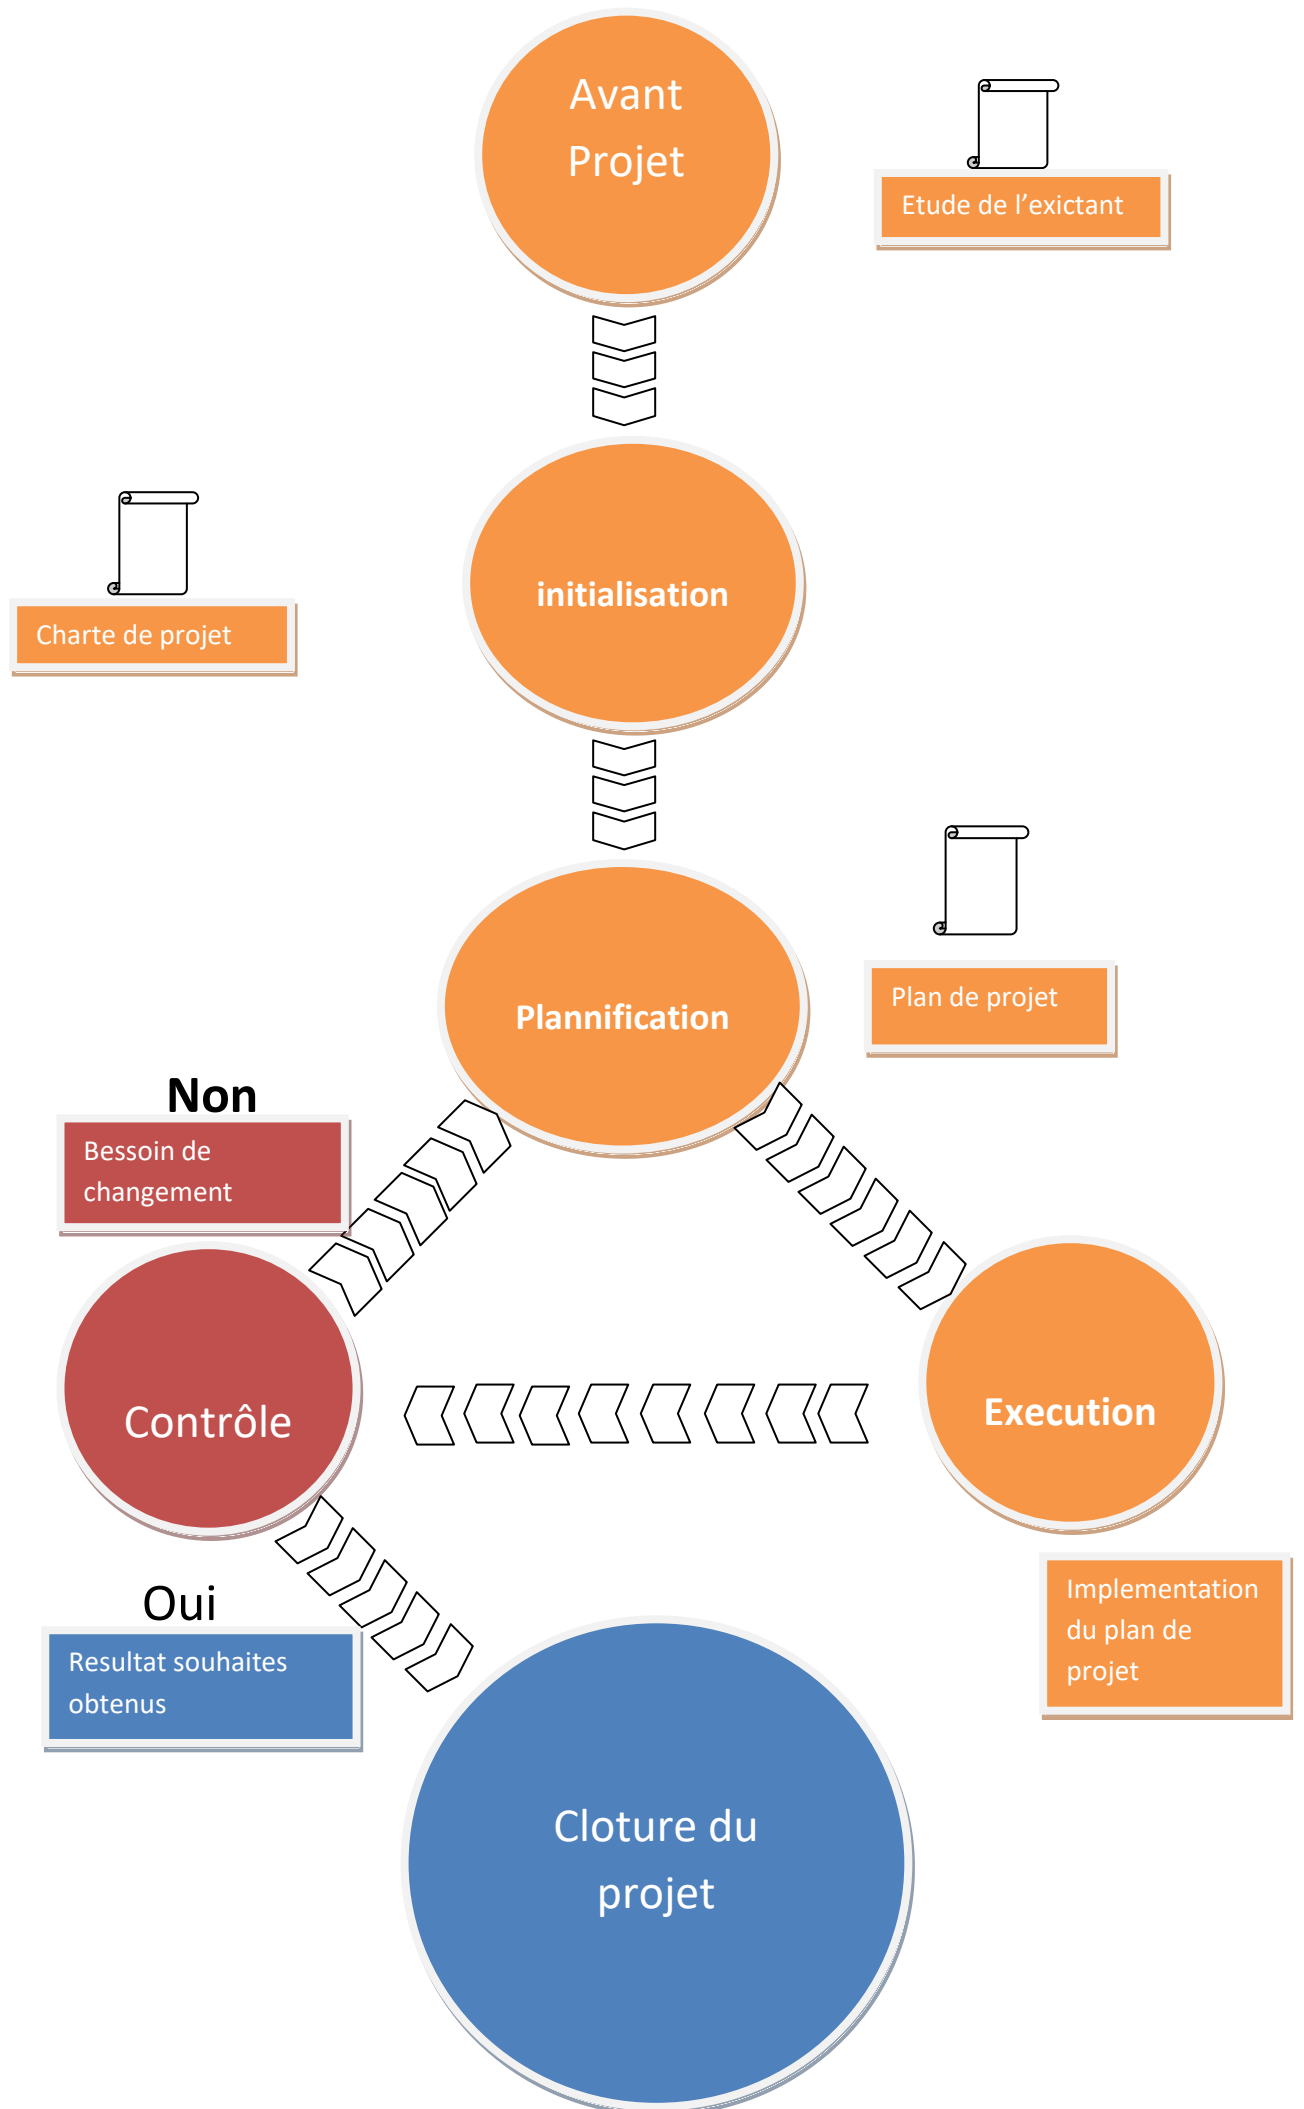 Avant
Projet
Etude de l’exictant
initialisation
Charte de projet
Plannification
Plan de projet
Non
Bessoin de
changement
Contrôle
Execution
Oui
Resultat souhaites
obtenus
Implementation
du plan de
projet
Cloture du
projet